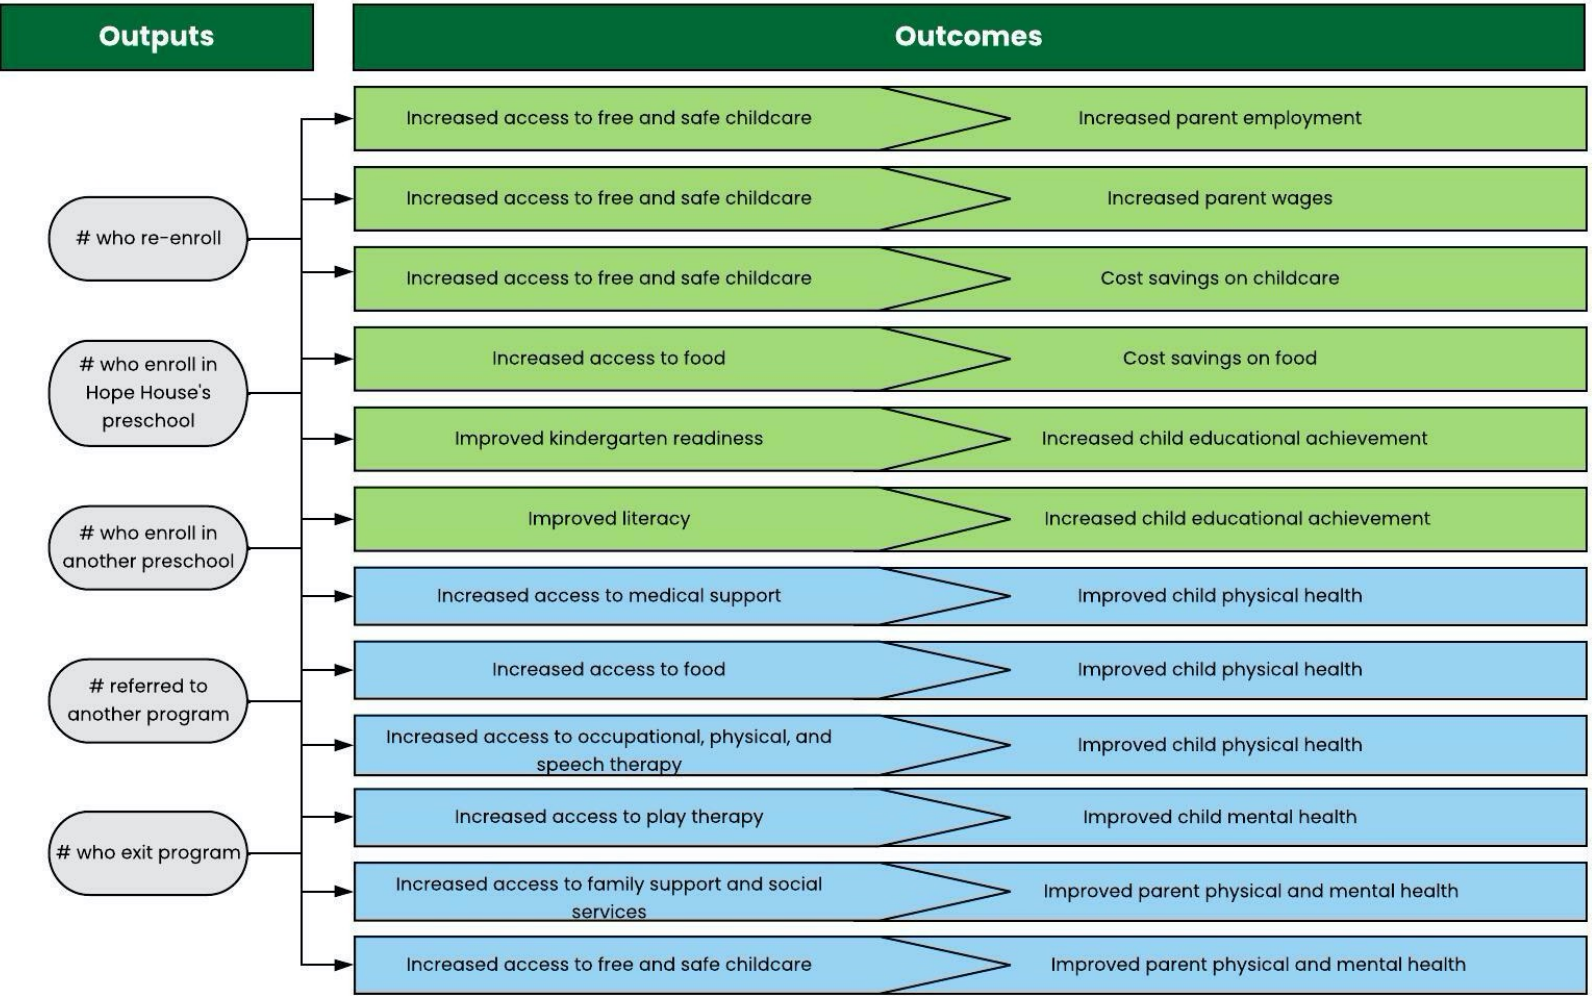 Outputs
Outcomes
# who re-enroll
# who enroll in
Hope House's
preschool
# who enroll in
another preschool
# referred to
another program
# who exit program
Increased access to free and safe childcare
Increased parent employment
Increased access to free and safe childcare
Increased parent wages
Increased access to free and safe childcare
Cost savings on childcare
Increased access to food
Cost savings on food
Improved kindergarten readiness
Increased child educational achievement
Improved literacy
Increased child educational achievement
Increased access to medical support
Improved child physical health
Increased access to food
Improved child physical health
Increased access to occupational, physical, and
speech therapy
Improved child physical health
Increased access to play therapy
Improved child mental health
Increased access to family support and social
services
Improved parent physical and mental health
Increased access to free and safe childcare
Improved parent physical and mental health